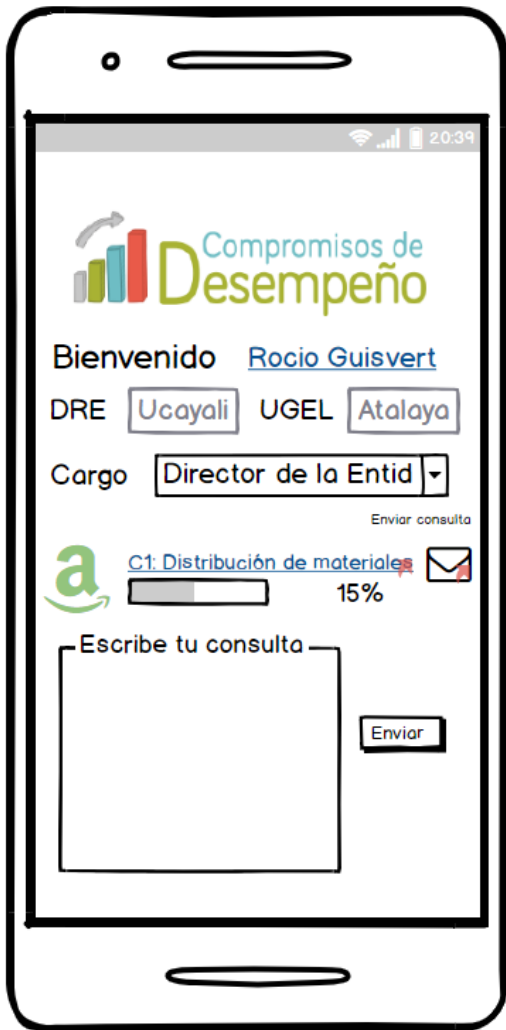 20:39
Compromisos de
Desempeño
Bienvenido Rocio Guisvert
DRE Ucayali UGEL Atalaya
Cargo Director de la Entid
Enviar consulta
C1: Distribución de materiales
15%
Escribe tu consulta
Enviar